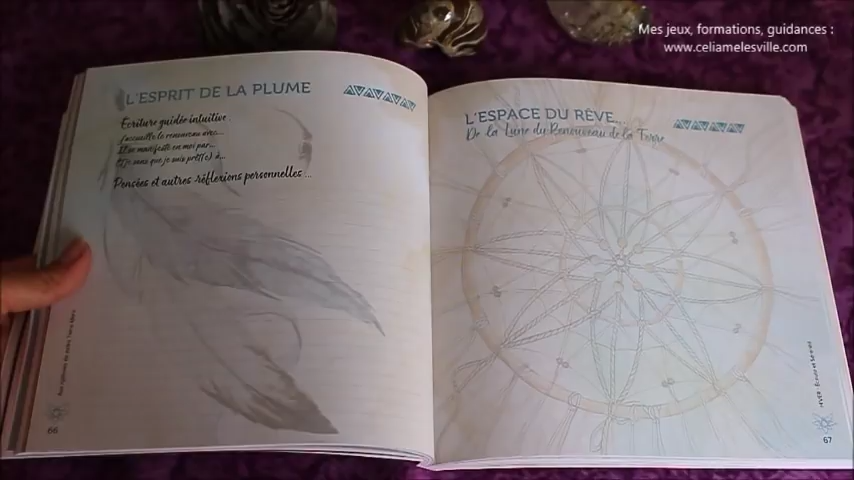 Mes jeux, formations, guidances :
www.celiamelesville.com
L'ESPRIT DE LA PLUME
Écriture guidée intuitive
J'accueille le renouveau avec...
Il se manifeste en moi par...
Je sens que je suis prêt(e) à...
Pensées et autres réflexions personnelles...
66
L'ESPACE DU RÊVE...
De la Lune du Renouveau de la Terre
67